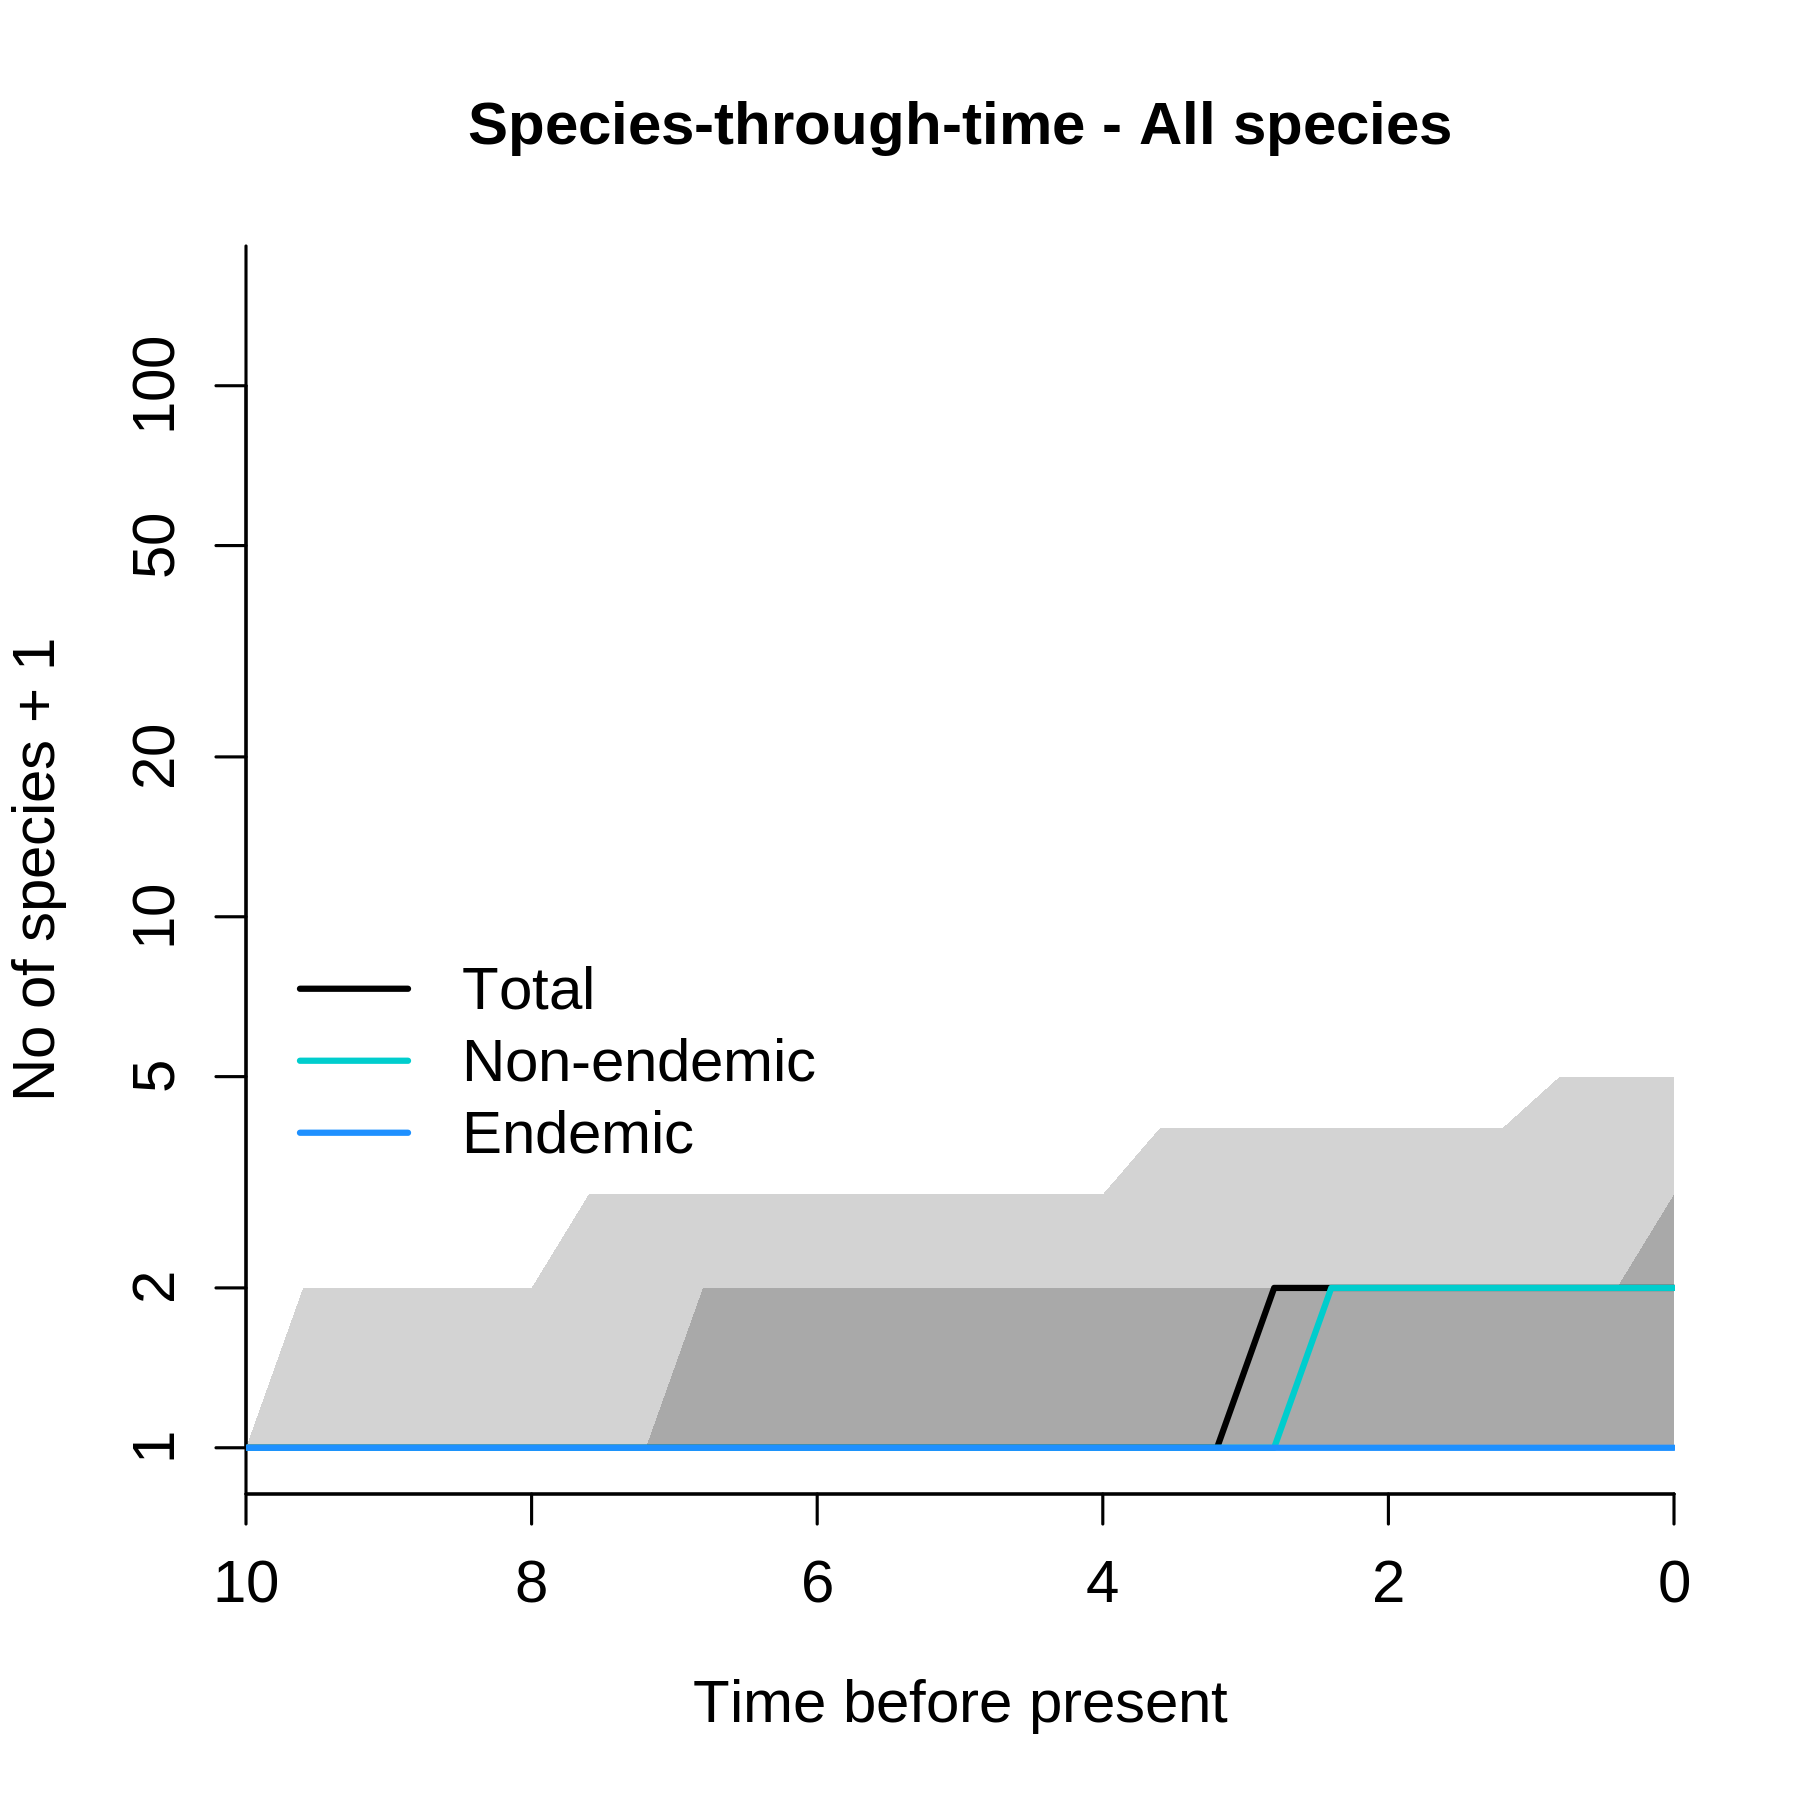 Species-through-time - All species
No of species + 1
100
50
20
10
5
2
1
Total
Non-endemic
Endemic
10 8 6 4 2 0
Time before present